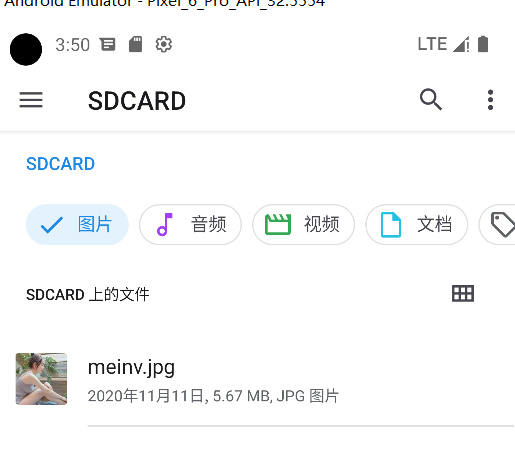 Android Emulator - Pixel_6_Pro_API_32:5554
3:50 LTE
SDCARD
SDCARD
图片 音频 视频 文档
SDCARD 上的文件
meinv.jpg
2020年11月11日, 5.67 MB, JPG 图片